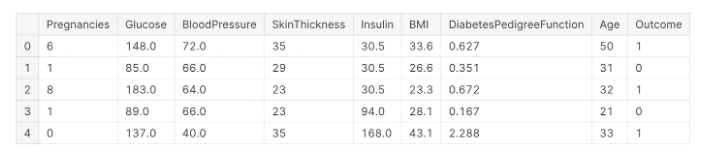 Pregnancies Glucose BloodPressure SkinThickness Insulin BMI DiabetesPedigreeFunction Age Outcome
0 6 148.0 72.0 35 30.5 33.6 0.627 50 1
1 1 85.0 66.0 29 30.5 26.6 0.351 31 0
2 8 183.0 64.0 23 30.5 23.3 0.672 32 1
3 1 89.0 66.0 23 94.0 28.1 0.167 21 0
4 0 137.0 40.0 35 168.0 43.1 2.288 33 1